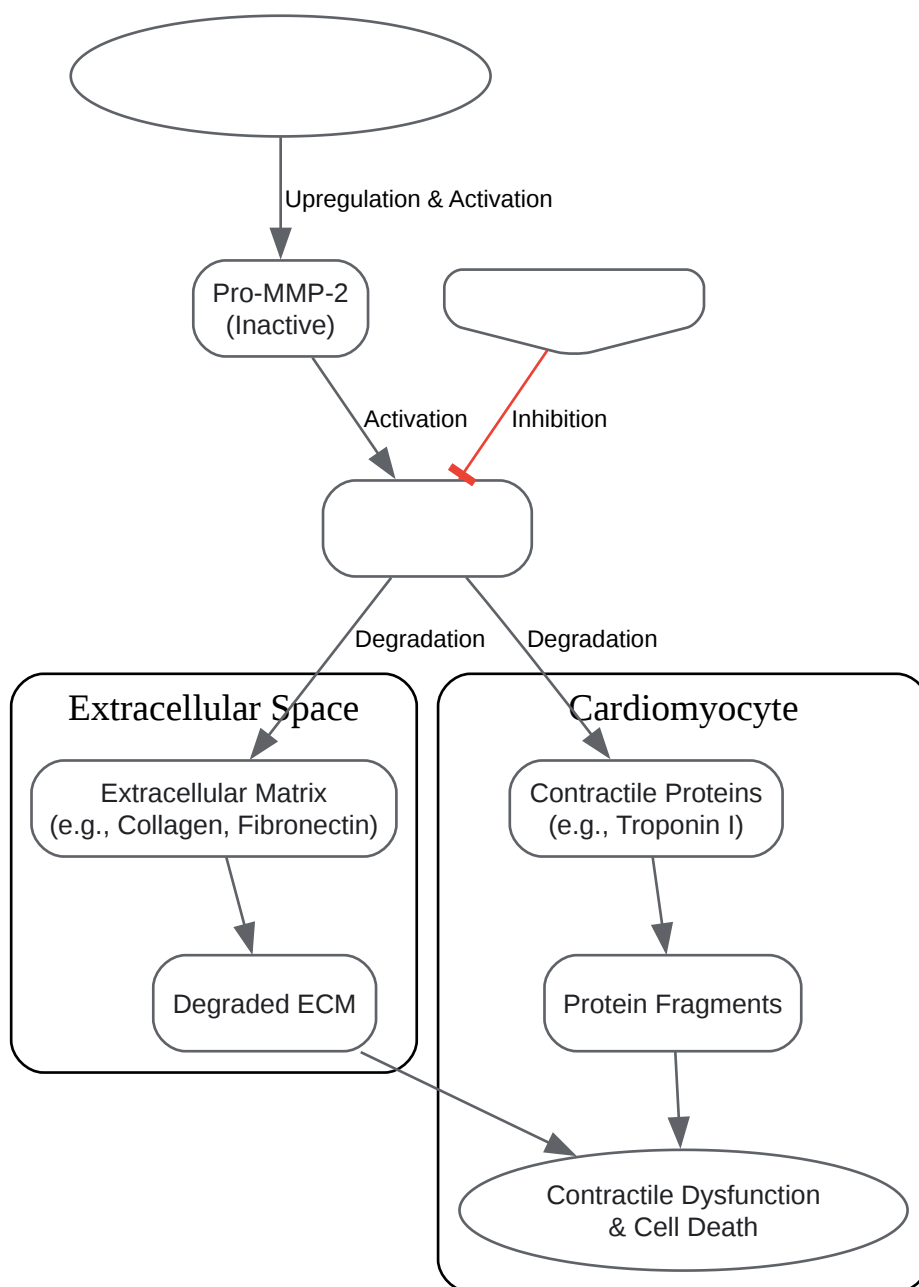 Upregulation & Activation
Pro-MMP-2
(Inactive)
Activation
Inhibition
Degradation
Degradation
Extracellular Space
Cardiomyocyte
Extracellular Matrix
(e.g., Collagen, Fibronectin)
Contractile Proteins
(e.g., Troponin I)
Degraded ECM
Protein Fragments
Contractile Dysfunction
& Cell Death